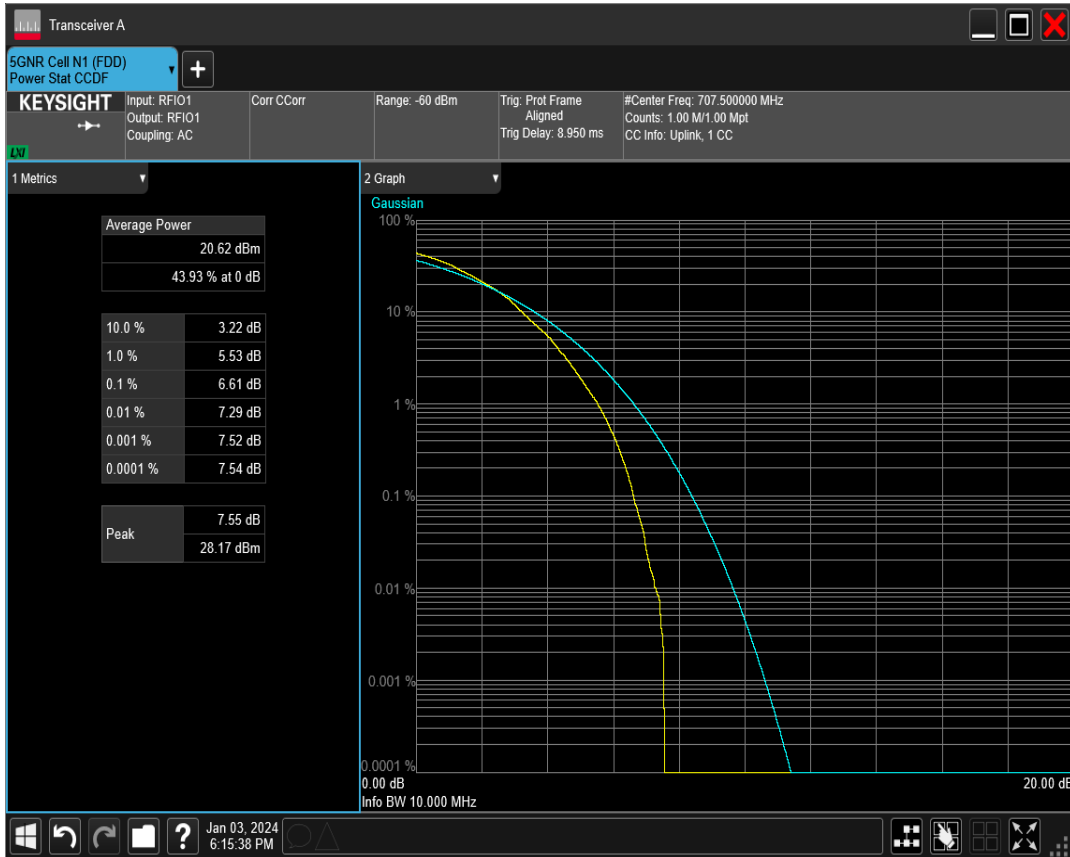 Transceiver A
5GNR Cell N1 (FDD)
Power Stat CCDF
+
KEYSIGHT
LXI
Input: RFIO1
Output: RFIO1
Coupling: AC
Corr CCorr
Range: -60 dBm
Trig: Prot Frame
Aligned
Trig Delay: 8.950 ms
#Center Freq: 707.500000 MHz
Counts: 1.00 M/1.00 Mpt
CC Info: Uplink, 1 CC
1 Metrics
Average Power
20.62 dBm
43.93 % at 0 dB
10.0 % 3.22 dB
1.0 % 5.53 dB
0.1 % 6.61 dB
0.01 % 7.29 dB
0.001 % 7.52 dB
0.0001 % 7.54 dB
Peak
7.55 dB
28.17 dBm
2 Graph
Gaussian
100 %
10 %
1 %
0.1 %
0.01 %
0.001 %
0.0001 %
0.00 dB 20.00 dB
Info BW 10.000 MHz
?
Jan 03, 2024
6:15:38 PM